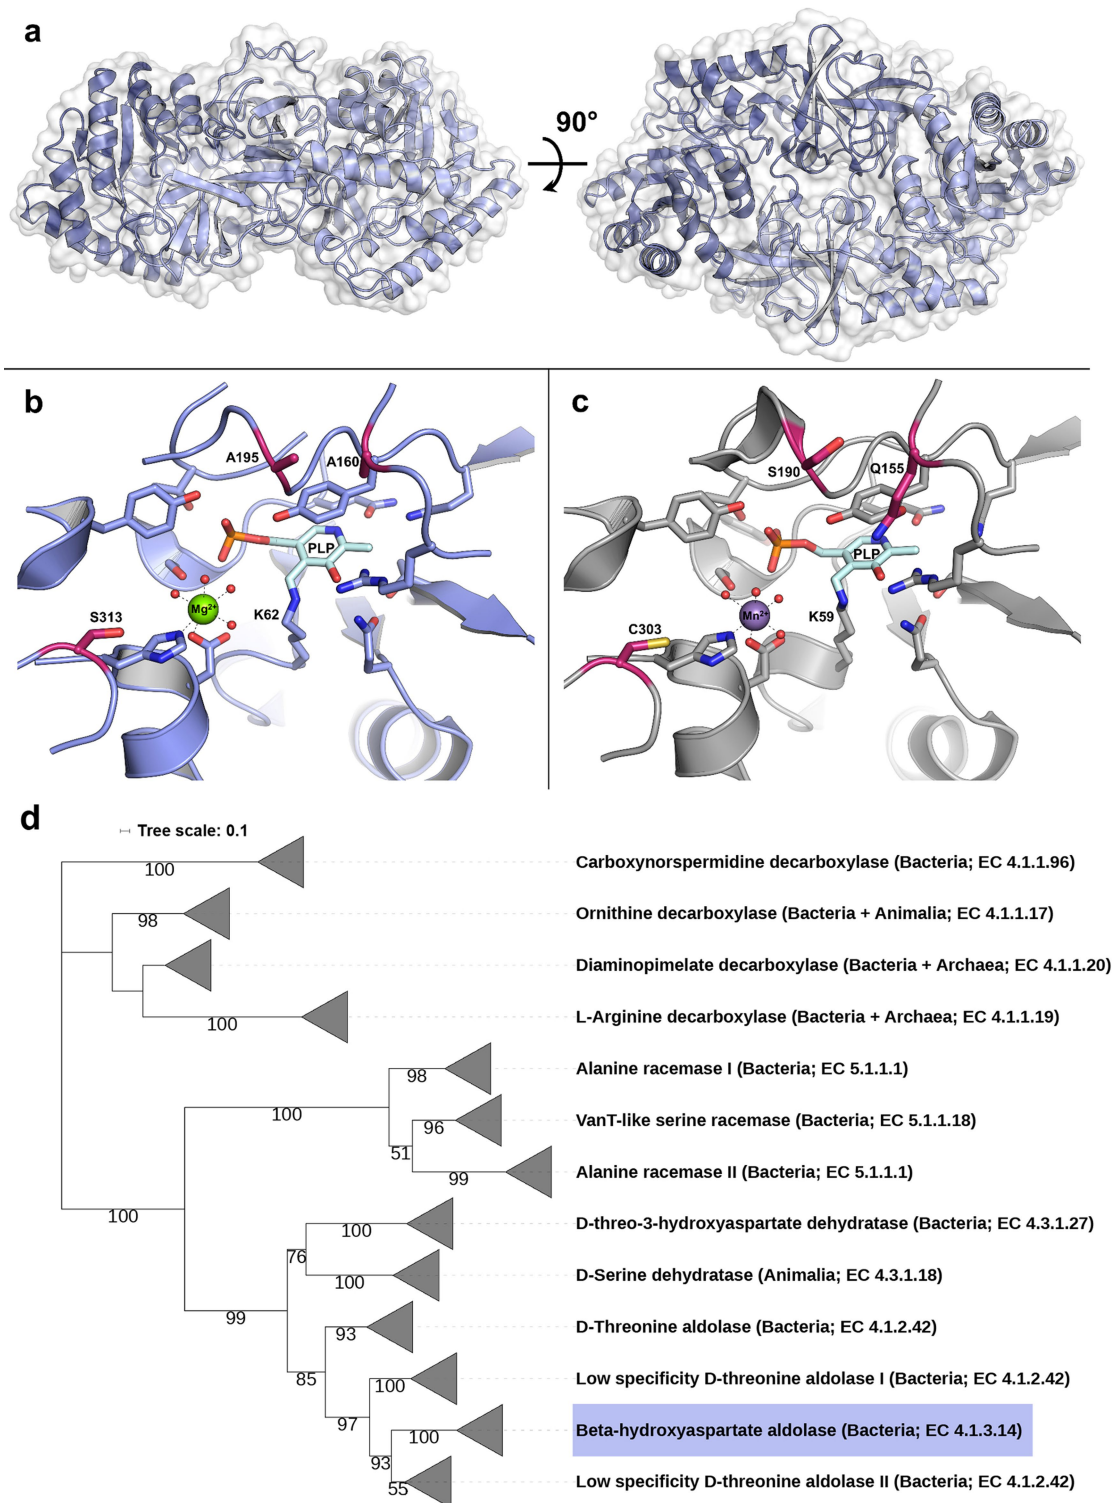 a
90°
b
A195
A160
PLP
Mg²⁺
S313
K62
c
S190
Q155
PLP
Mn²⁺
C303
K59
d
Tree scale: 0.1
100
Carboxynorspermidine decarboxylase (Bacteria; EC 4.1.1.96)
98
Ornithine decarboxylase (Bacteria + Animalia; EC 4.1.1.17)
Diaminopimelate decarboxylase (Bacteria + Archaea; EC 4.1.1.20)
100
L-Arginine decarboxylase (Bacteria + Archaea; EC 4.1.1.19)
98
Alanine racemase I (Bacteria; EC 5.1.1.1)
100
96
VanT-like serine racemase (Bacteria; EC 5.1.1.18)
51
99
Alanine racemase II (Bacteria; EC 5.1.1.1)
100
100
D-threo-3-hydroxyaspartate dehydratase (Bacteria; EC 4.3.1.27)
76
100
D-Serine dehydratase (Animalia; EC 4.3.1.18)
99
93
D-Threonine aldolase (Bacteria; EC 4.1.2.42)
85
100
Low specificity D-threonine aldolase I (Bacteria; EC 4.1.2.42)
97
100
Beta-hydroxyaspartate aldolase (Bacteria; EC 4.1.3.14)
93
55
Low specificity D-threonine aldolase II (Bacteria; EC 4.1.2.42)